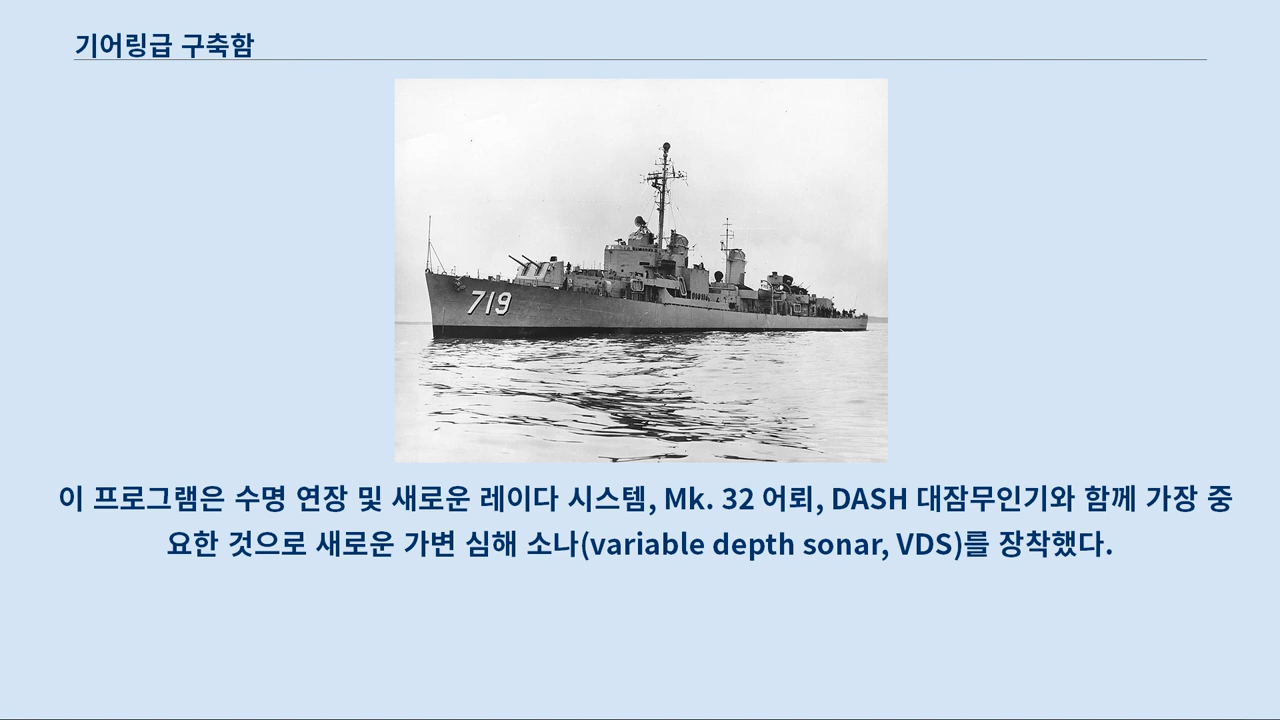 기어링급 구축함
719
이 프로그램은 수명 연장 및 새로운 레이다 시스템, Mk. 32 어뢰, DASH 대잠무인기와 함께 가장 중
요한 것으로 새로운 가변 심해 소나(variable depth sonar, VDS)를 장착했다.